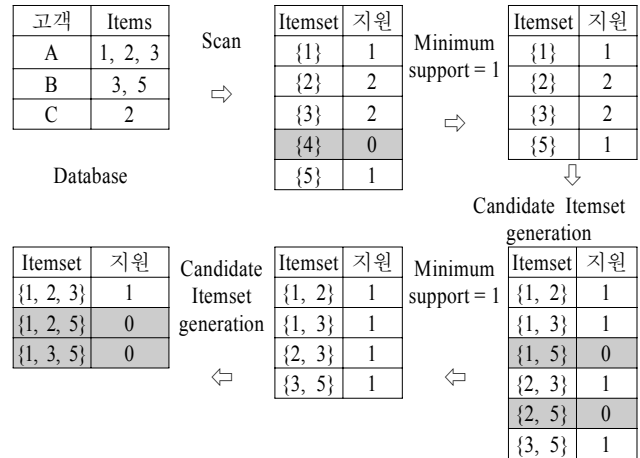 고객 Items
A 1, 2, 3
B 3, 5
C 2
Database
Scan
Itemset 지원
{1} 1
{2} 2
{3} 2
{4} 0
{5} 1
Minimum
support = 1
Itemset 지원
{1} 1
{2} 2
{3} 2
{5} 1
Candidate Itemset
generation
Itemset 지원
{1, 2} 1
{1, 3} 1
{1, 5} 0
{2, 3} 1
{2, 5} 0
{3, 5} 1
Minimum
support = 1
Itemset 지원
{1, 2} 1
{1, 3} 1
{2, 3} 1
{3, 5} 1
Candidate
Itemset
generation
Itemset 지원
{1, 2, 3} 1
{1, 2, 5} 0
{1, 3, 5} 0